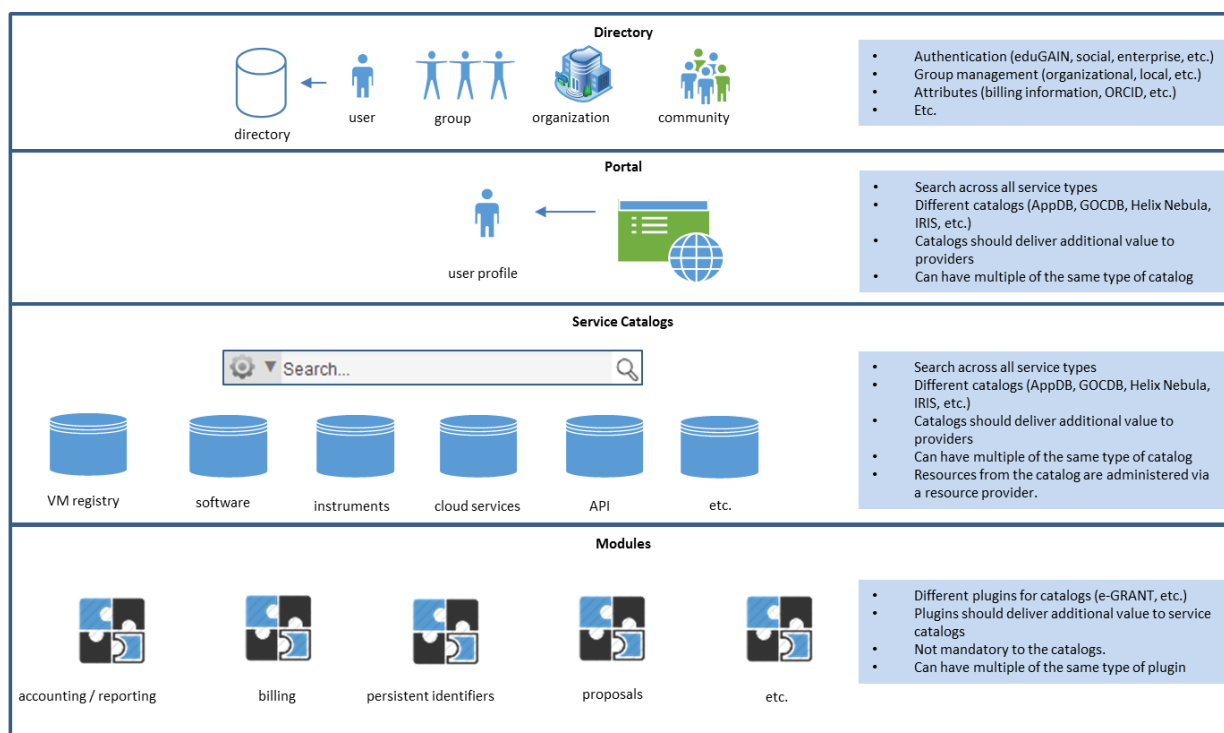 Directory
directory
user
group
organization
community
• Authentication (eduGAIN, social, enterprise, etc.)
• Group management (organizational, local, etc.)
• Attributes (billing information, ORCID, etc.)
• Etc.
Portal
user profile
• Search across all service types
• Different catalogs (AppDB, GOCDB, Helix Nebula,
IRIS, etc.)
• Catalogs should deliver additional value to
providers
• Can have multiple of the same type of catalog
Service Catalogs
Search...
VM registry
software
instruments
cloud services
API
etc.
• Search across all service types
• Different catalogs (AppDB, GOCDB, Helix Nebula,
IRIS, etc.)
• Catalogs should deliver additional value to
providers
• Can have multiple of the same type of catalog
• Resources from the catalog are administered via
a resource provider.
Modules
accounting / reporting
billing
persistent identifiers
proposals
etc.
• Different plugins for catalogs (e-GRANT, etc.)
• Plugins should deliver additional value to service
catalogs
• Not mandatory to the catalogs.
• Can have multiple of the same type of plugin